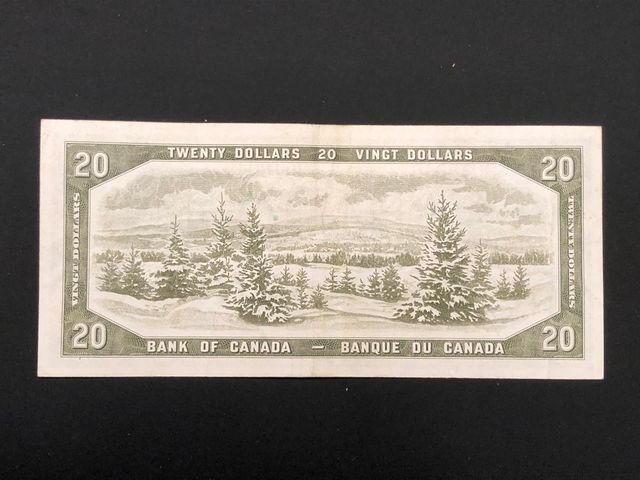 20 TWENTY DOLLARS 20 VINGT DOLLARS 20
VINGT DOLLARS
TWENTY DOLLARS
20 BANK OF CANADA — BANQUE DU CANADA 20